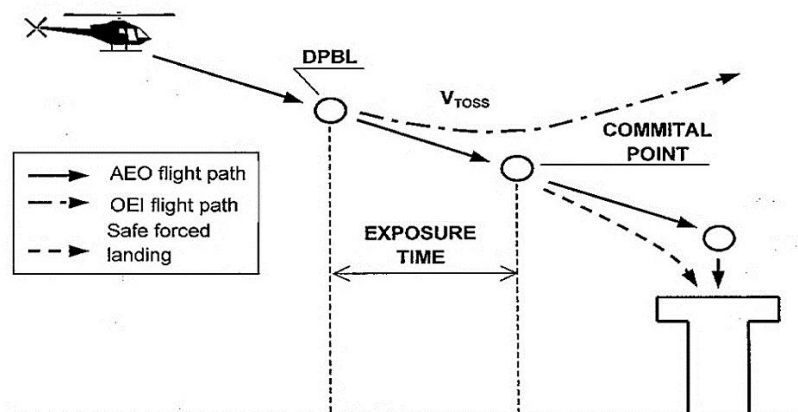 DPBL
VTOSS
COMMITAL
POINT
AEO flight path
OEI flight path
Safe forced
landing
EXPOSURE
TIME